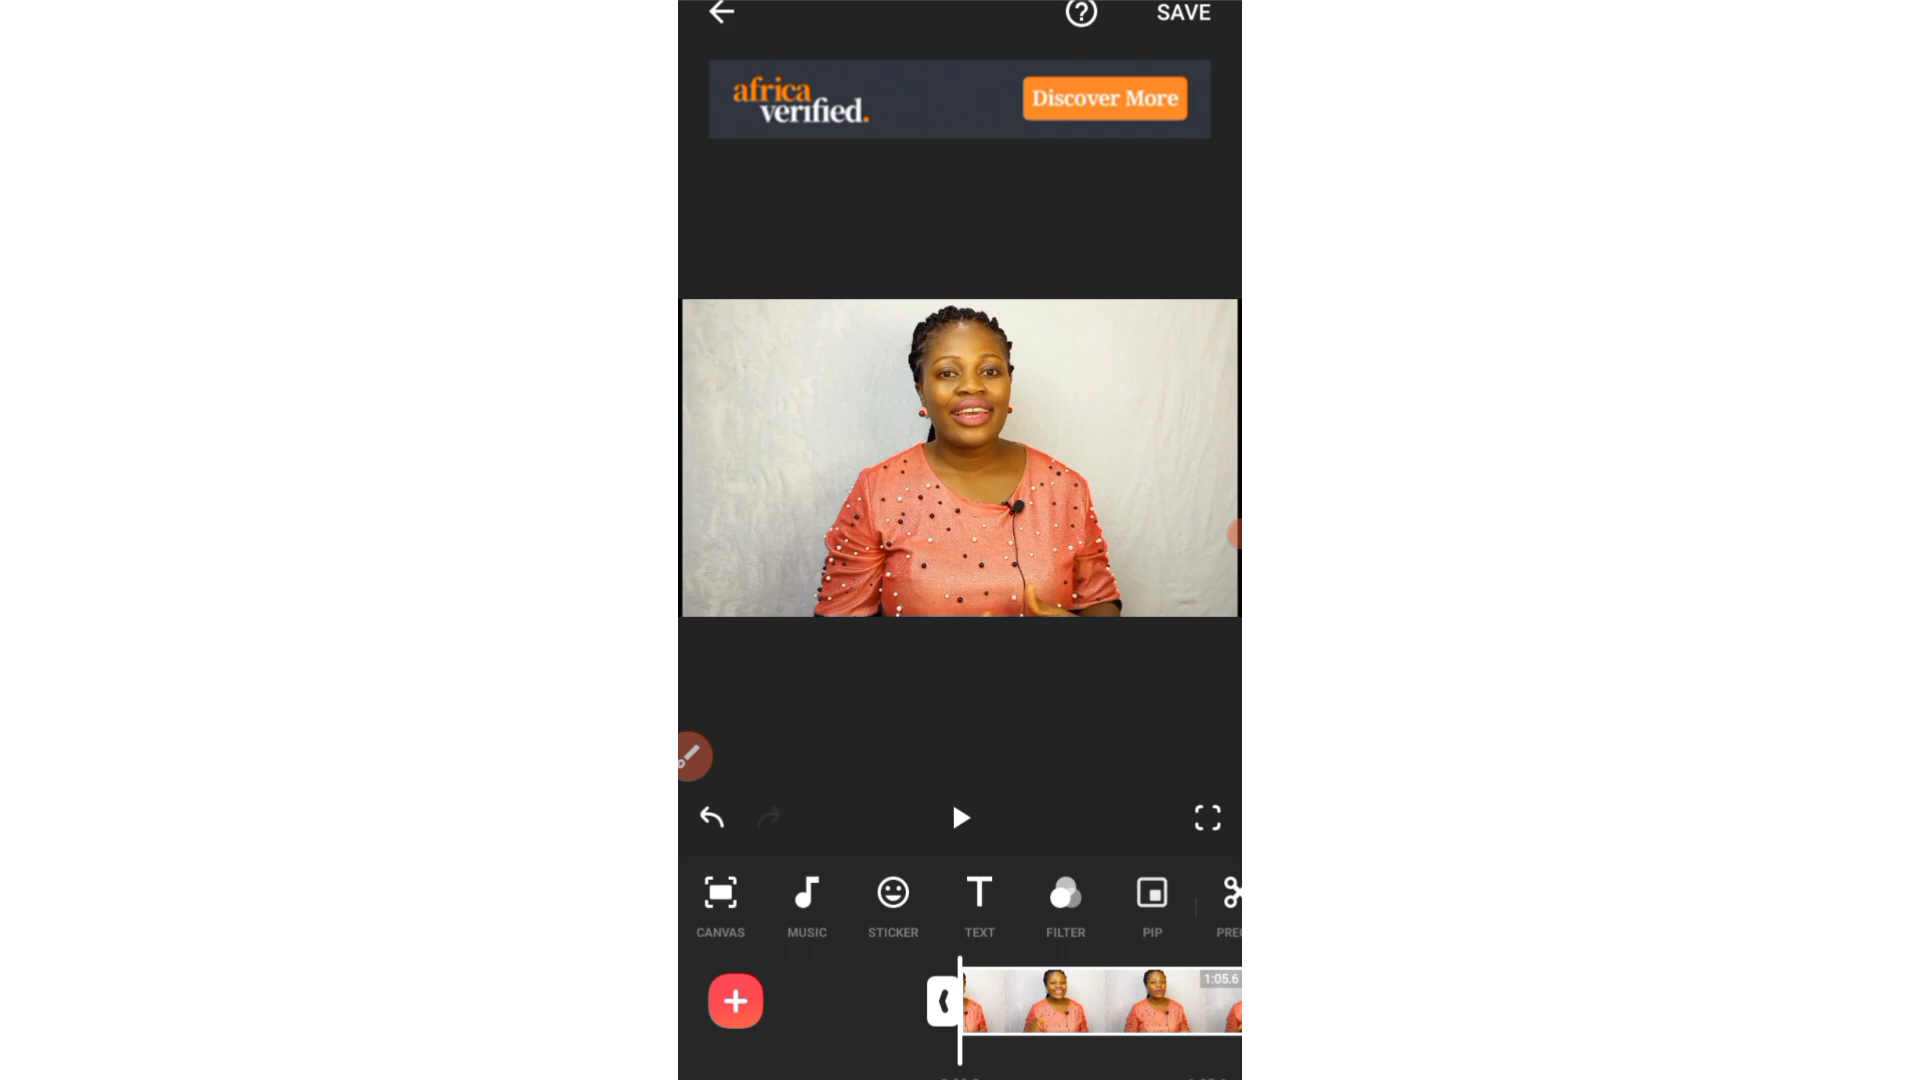 SAVE
africa
verified.
Discover More
CANVAS MUSIC STICKER TEXT FILTER PIP
1:05.6